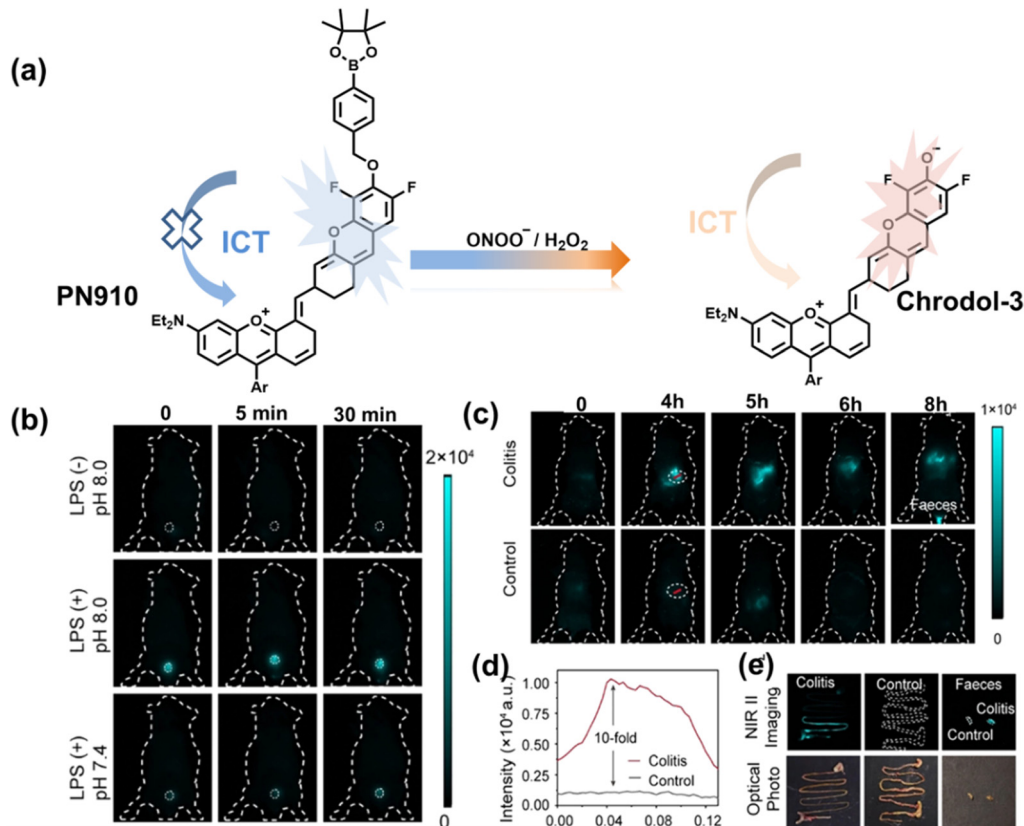 (a)
O
O
B
O
F
F
O
ICT
PN910
O+
Et₂N
Ar
ONOO⁻ / H₂O₂
O⁻
F
F
O
ICT
Chrodol-3
O+
Et₂N
Ar
(b)
0 5 min 30 min
LPS (-)
pH 8.0
LPS (+)
pH 8.0
LPS (+)
pH 7.4
2×10⁴
0
(c)
0 4h 5h 6h 8h
Colitis
Faeces
Control
1×10⁴
0
(d)
Intensity (×10⁴ a.u.)
1.00
0.75
0.50
0.25
0.00
10-fold
Colitis
Control
0.00 0.04 0.08 0.12
(e)
NIR II
Imaging
Colitis Control Faeces
Colitis
Control
Optical
Photo